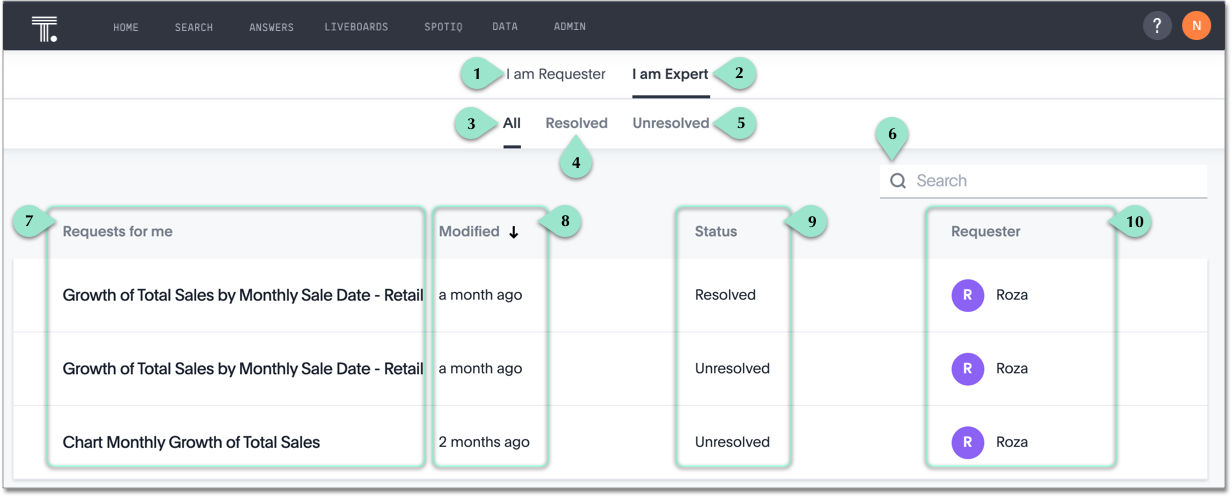 T.
HOME SEARCH ANSWERS LIVEBOARDS SPOTIQ DATA ADMIN ? N
1 I am Requester I am Expert 2
3 All Resolved Unresolved 5
4
6
Search
7 8 9 10
Requests for me Modified ↓ Status Requester
Growth of Total Sales by Monthly Sale Date - Retail a month ago Resolved R Roza
Growth of Total Sales by Monthly Sale Date - Retail a month ago Unresolved R Roza
Chart Monthly Growth of Total Sales 2 months ago Unresolved R Roza